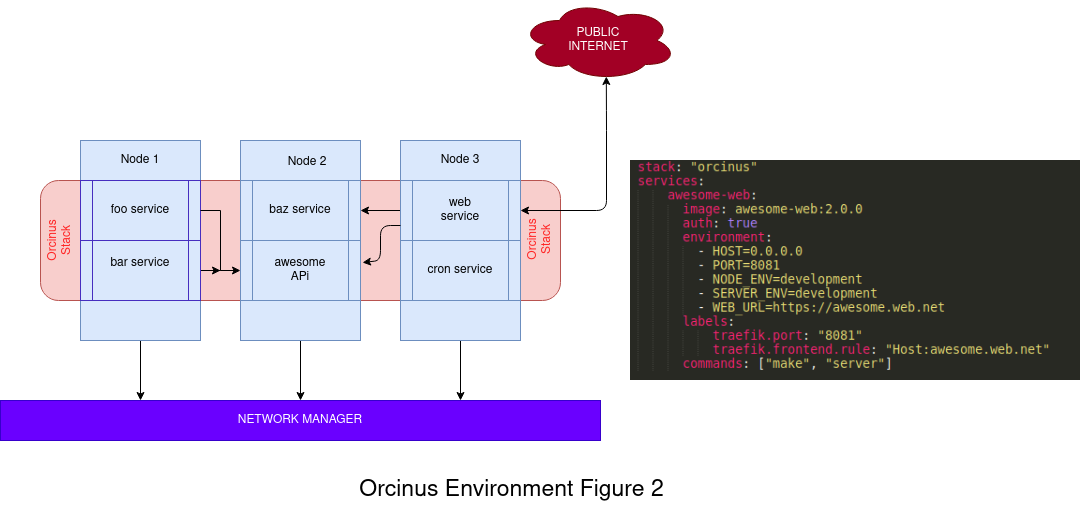 PUBLIC
INTERNET
Node 1
Node 2
Node 3
Orcinus
Stack
foo service
bar service
baz service
awesome
APi
web
service
cron service
Orcinus
Stack
NETWORK MANAGER
stack: "orcinus"
services:
awesome-web:
image: awesome-web:2.0.0
auth: true
environment:
- HOST=0.0.0.0
- PORT=8081
- NODE_ENV=development
- SERVER_ENV=development
- WEB_URL=https://awesome.web.net
labels:
traefik.port: "8081"
traefik.frontend.rule: "Host:awesome.web.net"
commands: ["make", "server"]
Orcinus Environment Figure 2